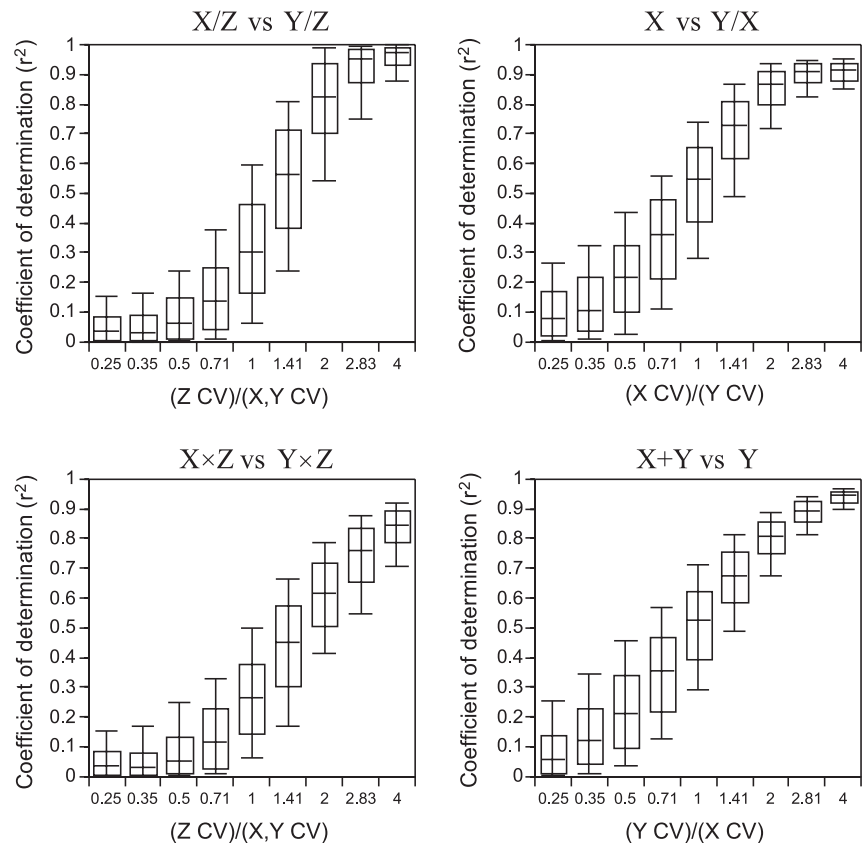 X/Z vs Y/Z
Coefficient of determination (r²)
1
0.9
0.8
0.7
0.6
0.5
0.4
0.3
0.2
0.1
0
0.25 0.35 0.5 0.71 1 1.41 2 2.83 4
(Z CV)/(X,Y CV)
X vs Y/X
Coefficient of determination (r²)
1
0.9
0.8
0.7
0.6
0.5
0.4
0.3
0.2
0.1
0
0.25 0.35 0.5 0.71 1 1.41 2 2.83 4
(X CV)/(Y CV)
X×Z vs Y×Z
Coefficient of determination (r²)
1
0.9
0.8
0.7
0.6
0.5
0.4
0.3
0.2
0.1
0
0.25 0.35 0.5 0.71 1 1.41 2 2.83 4
(Z CV)/(X,Y CV)
X+Y vs Y
Coefficient of determination (r²)
1
0.9
0.8
0.7
0.6
0.5
0.4
0.3
0.2
0.1
0
0.25 0.35 0.5 0.71 1 1.41 2 2.81 4
(Y CV)/(X CV)